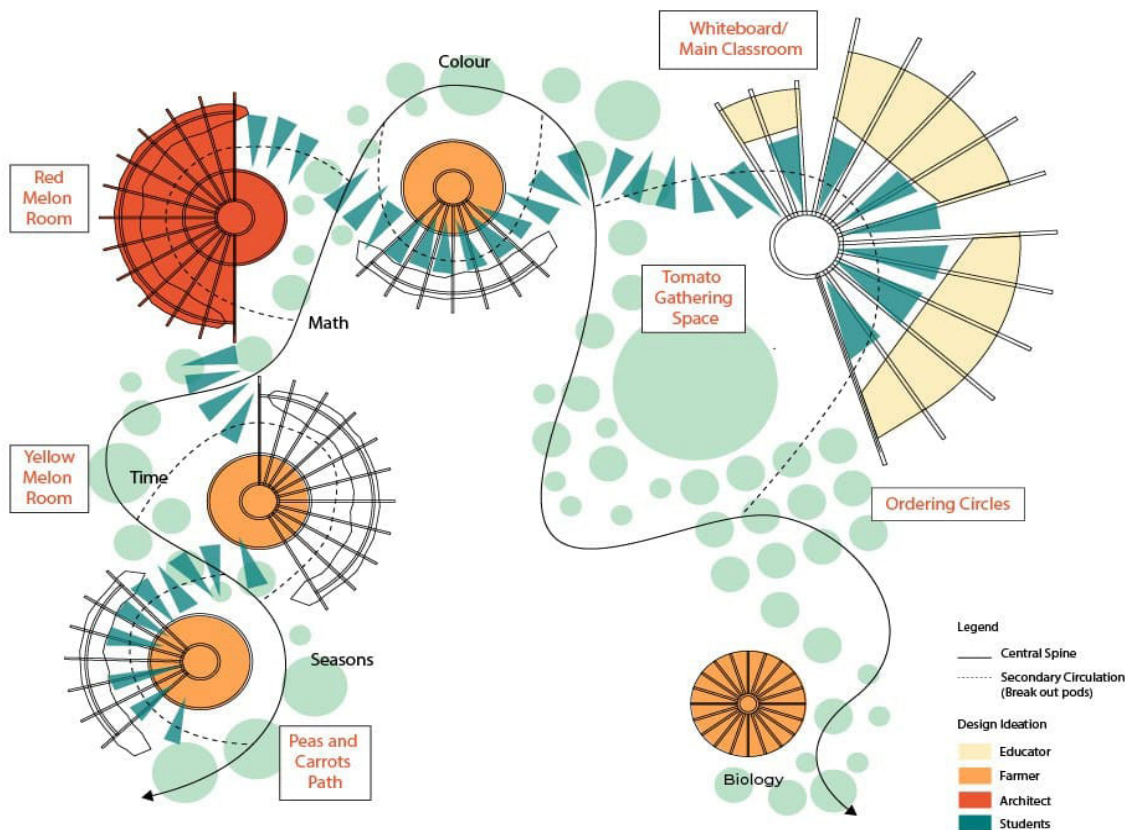 Whiteboard/
Main Classroom
Colour
Red
Melon
Room
Tomato
Gathering
Space
Math
Yellow
Melon
Room
Time
Ordering Circles
Seasons
Peas and
Carrots
Path
Biology
Legend
Central Spine
Secondary Circulation
(Break out pods)
Design Ideation
Educator
Farmer
Architect
Students